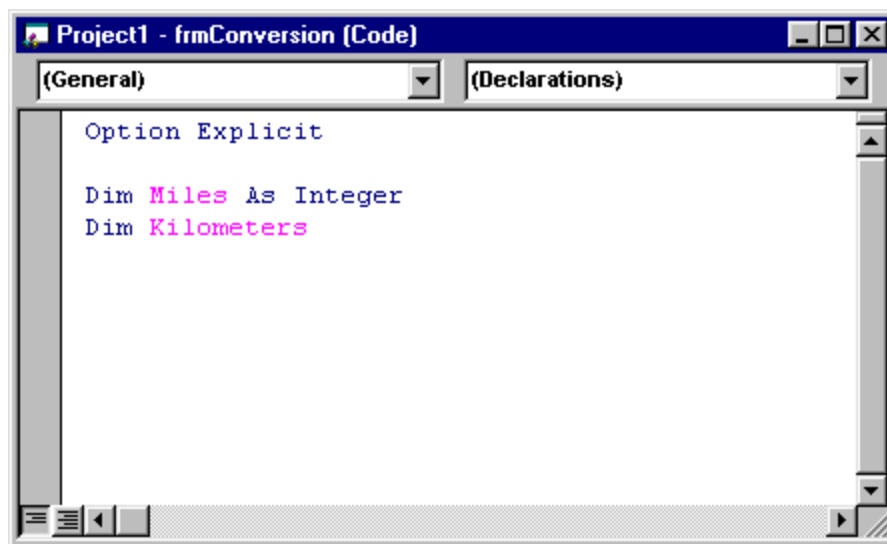 Project1 - frmConversion (Code)
(General) (Declarations)
Option Explicit
Dim Miles As Integer
Dim Kilometers